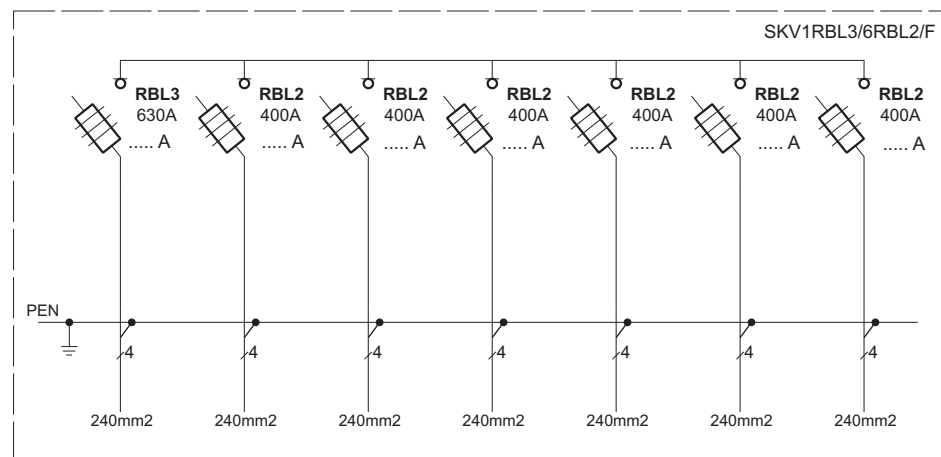 SKV1RBL3/6RBL2/F
RBL3 RBL2 RBL2 RBL2 RBL2 RBL2 RBL2
630A 400A 400A 400A 400A 400A 400A
..... A ..... A ..... A ..... A ..... A ..... A ..... A
PEN
4 4 4 4 4 4 4
240mm2 240mm2 240mm2 240mm2 240mm2 240mm2 240mm2